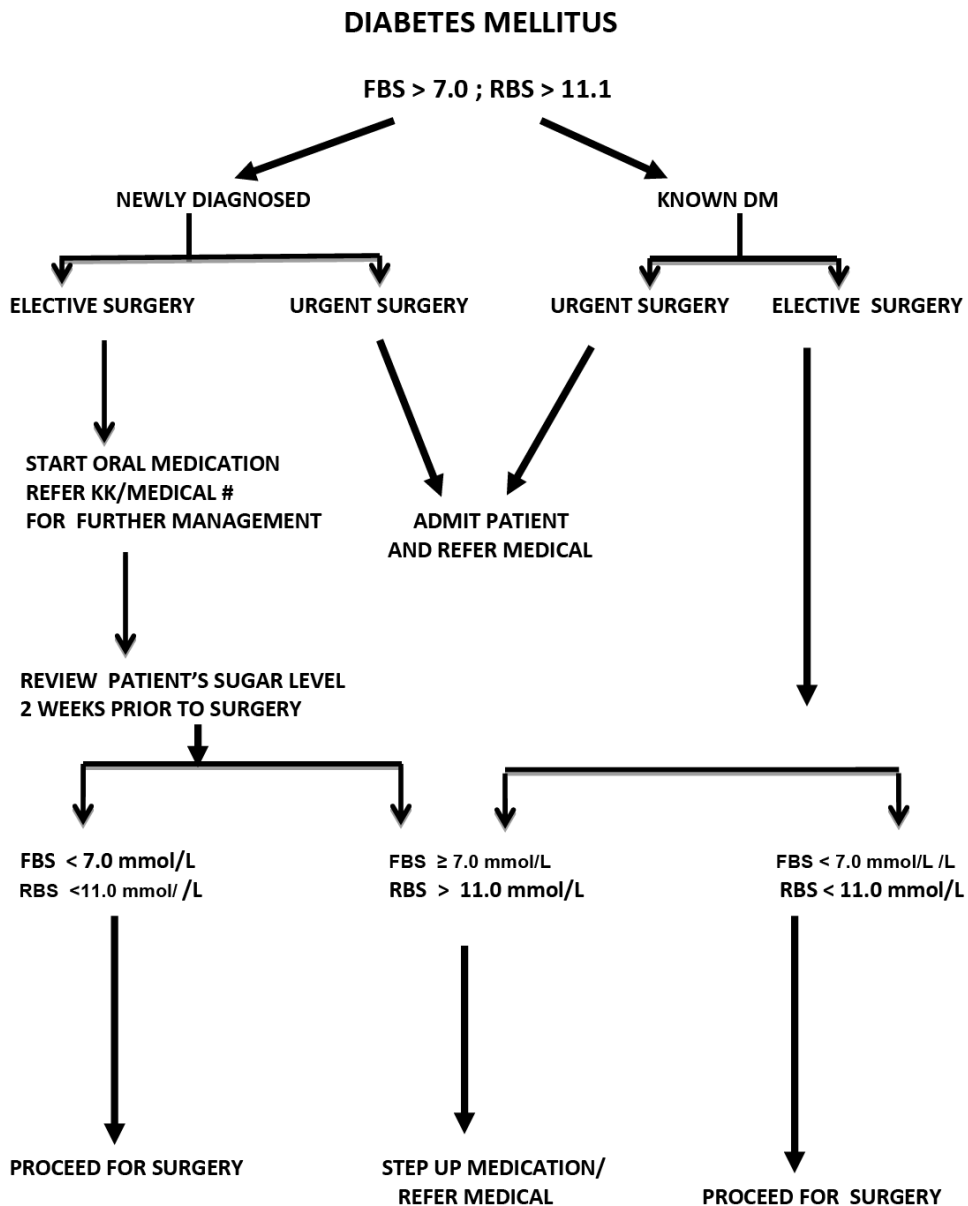 DIABETES MELLITUS
FBS > 7.0 ; RBS > 11.1
NEWLY DIAGNOSED
KNOWN DM
ELECTIVE SURGERY
URGENT SURGERY
URGENT SURGERY
ELECTIVE SURGERY
START ORAL MEDICATION
REFER KK/MEDICAL #
FOR FURTHER MANAGEMENT
ADMIT PATIENT
AND REFER MEDICAL
REVIEW PATIENT’S SUGAR LEVEL
2 WEEKS PRIOR TO SURGERY
FBS < 7.0 mmol/L
RBS <11.0 mmol/ /L
FBS ≥ 7.0 mmol/L
RBS > 11.0 mmol/L
FBS < 7.0 mmol/L /L
RBS < 11.0 mmol/L
PROCEED FOR SURGERY
STEP UP MEDICATION/
REFER MEDICAL
PROCEED FOR SURGERY